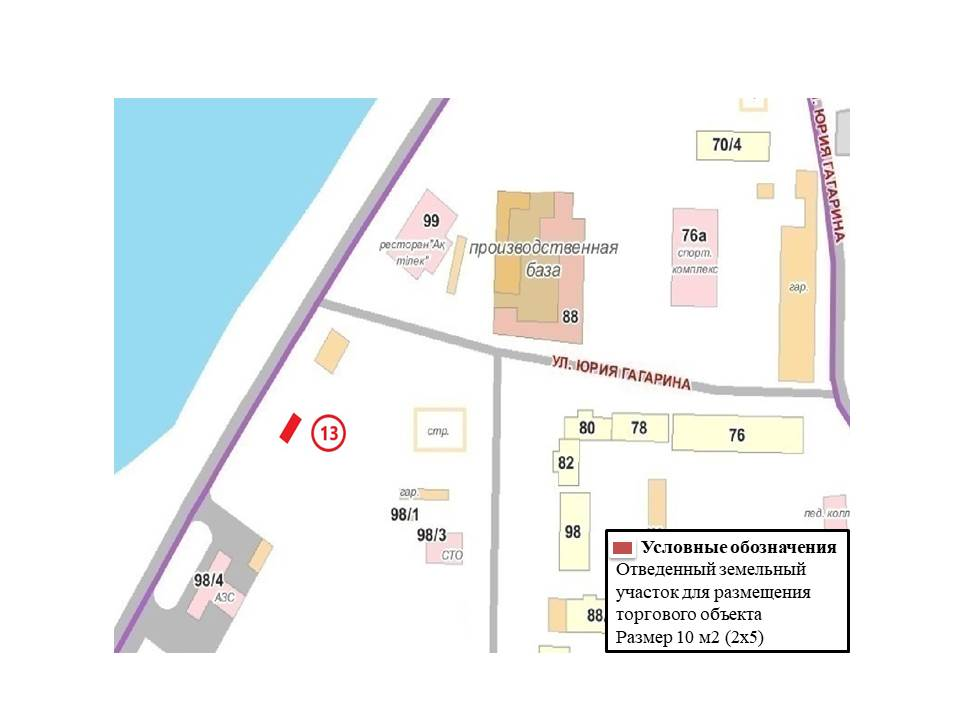 70/4
УЛ. ЮРИЯ ГАГАРИНА
99
ресторан"Ақ
тілек"
производственная
база
88
76а
спорт.
комплекс
гар.
УЛ. ЮРИЯ ГАГАРИНА
13
стр.
80
78
76
82
98
гар.
98/1
98/3
СТО
пед. колл
98/4
АЗС
88
Условные обозначения
Отведенный земельный
участок для размещения
торгового объекта
Размер 10 м2 (2х5)